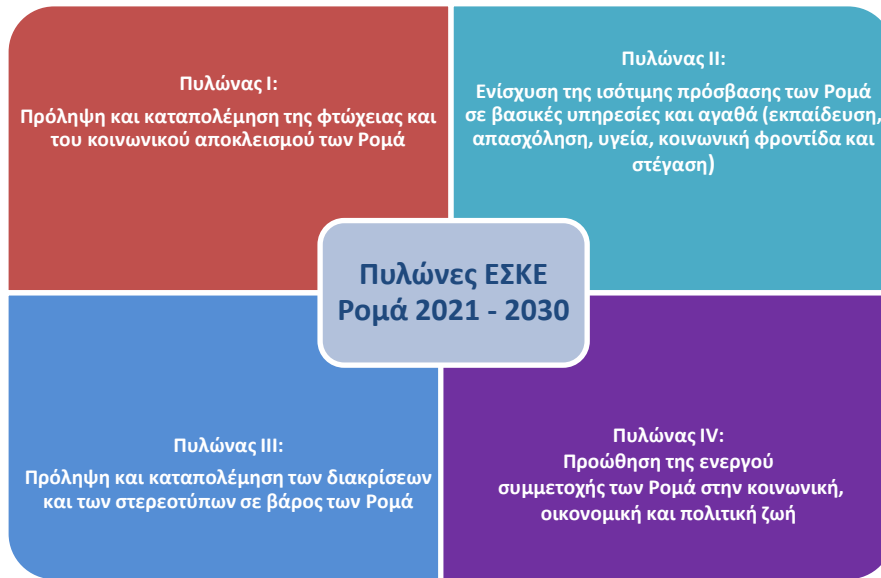 Πυλώνας I:
Πρόληψη και καταπολέμηση της φτώχειας και
του κοινωνικού αποκλεισμού των Ρομά
Πυλώνας II:
Ενίσχυση της ισότιμης πρόσβασης των Ρομά
σε βασικές υπηρεσίες και αγαθά (εκπαίδευση,
απασχόληση, υγεία, κοινωνική φροντίδα και
στέγαση)
Πυλώνες ΕΣΚΕ
Ρομά 2021 - 2030
Πυλώνας III:
Πρόληψη και καταπολέμηση των διακρίσεων
και των στερεοτύπων σε βάρος των Ρομά
Πυλώνας IV:
Προώθηση της ενεργού
συμμετοχής των Ρομά στην κοινωνική,
οικονομική και πολιτική ζωή